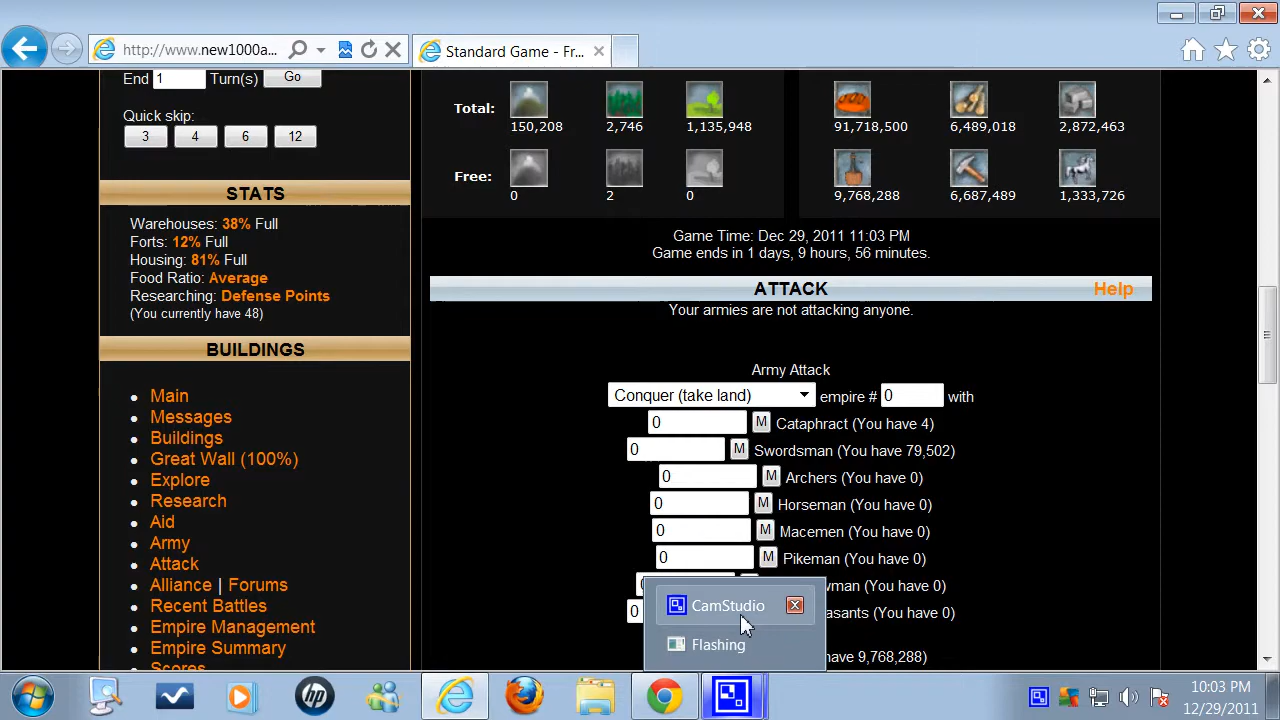 http://www.new1000a...
Standard Game - Fr...
End 1 Turn(s) Go
Quick skip:
3 4 6 12
STATS
Warehouses: 38% Full
Forts: 12% Full
Housing: 81% Full
Food Ratio: Average
Researching: Defense Points
(You currently have 48)
BUILDINGS
Main
Messages
Buildings
Great Wall (100%)
Explore
Research
Aid
Army
Attack
Alliance | Forums
Recent Battles
Empire Management
Empire Summary
Scores
Total: 150,208 2,746 1,135,948 91,718,500 6,489,018 2,872,463
Free: 0 2 0 9,768,288 6,687,489 1,333,726
Game Time: Dec 29, 2011 11:03 PM
Game ends in 1 days, 9 hours, 56 minutes.
ATTACK Help
Your armies are not attacking anyone.
Army Attack
Conquer (take land) empire # 0 with
0 M Cataphract (You have 4)
0 M Swordsman (You have 79,502)
0 M Archers (You have 0)
0 M Horseman (You have 0)
0 M Macemen (You have 0)
0 M Pikeman (You have 0)
wman (You have 0)
0 asants (You have 0)
have 9,768,288)
CamStudio
Flashing
hp
10:03 PM
12/29/2011